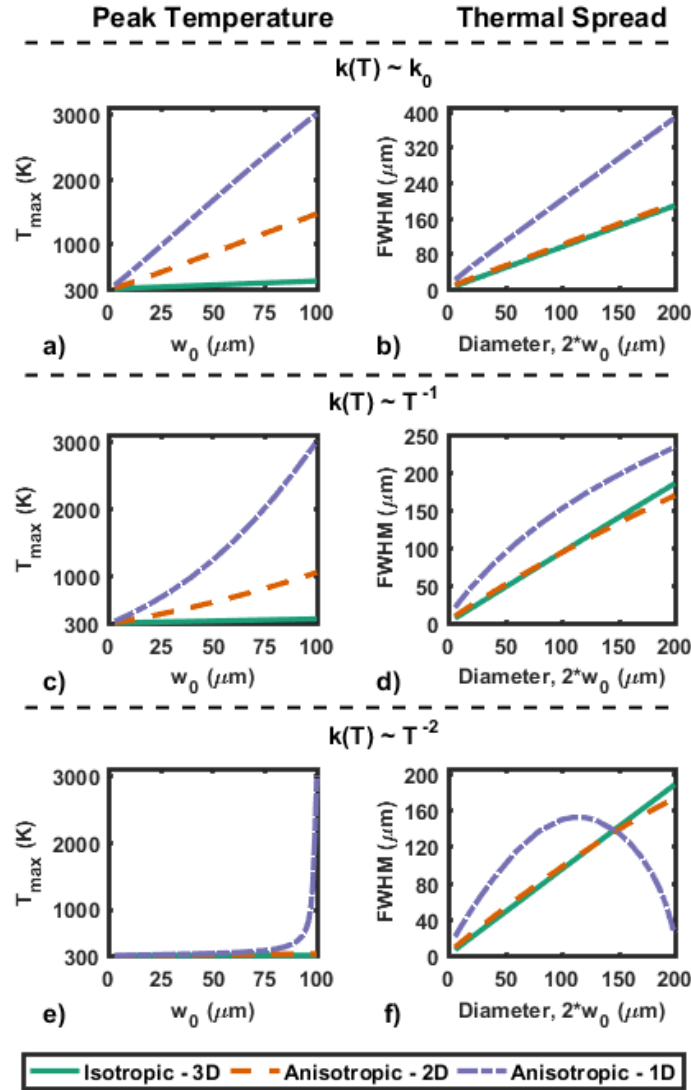 Peak Temperature Thermal Spread
k(T) ~ k₀
3000
2000
1000
300
T_max (K)
0 25 50 75 100
a) w₀ (μm)
400
320
240
160
80
0
FWHM (μm)
0 50 100 150 200
b) Diameter, 2*w₀ (μm)
k(T) ~ T⁻¹
3000
2000
1000
300
T_max (K)
0 25 50 75 100
c) w₀ (μm)
250
200
150
100
50
0
FWHM (μm)
0 50 100 150 200
d) Diameter, 2*w₀ (μm)
k(T) ~ T⁻²
3000
2000
1000
300
T_max (K)
0 25 50 75 100
e) w₀ (μm)
200
160
120
80
40
0
FWHM (μm)
0 50 100 150 200
f) Diameter, 2*w₀ (μm)
Isotropic - 3D Anisotropic - 2D Anisotropic - 1D